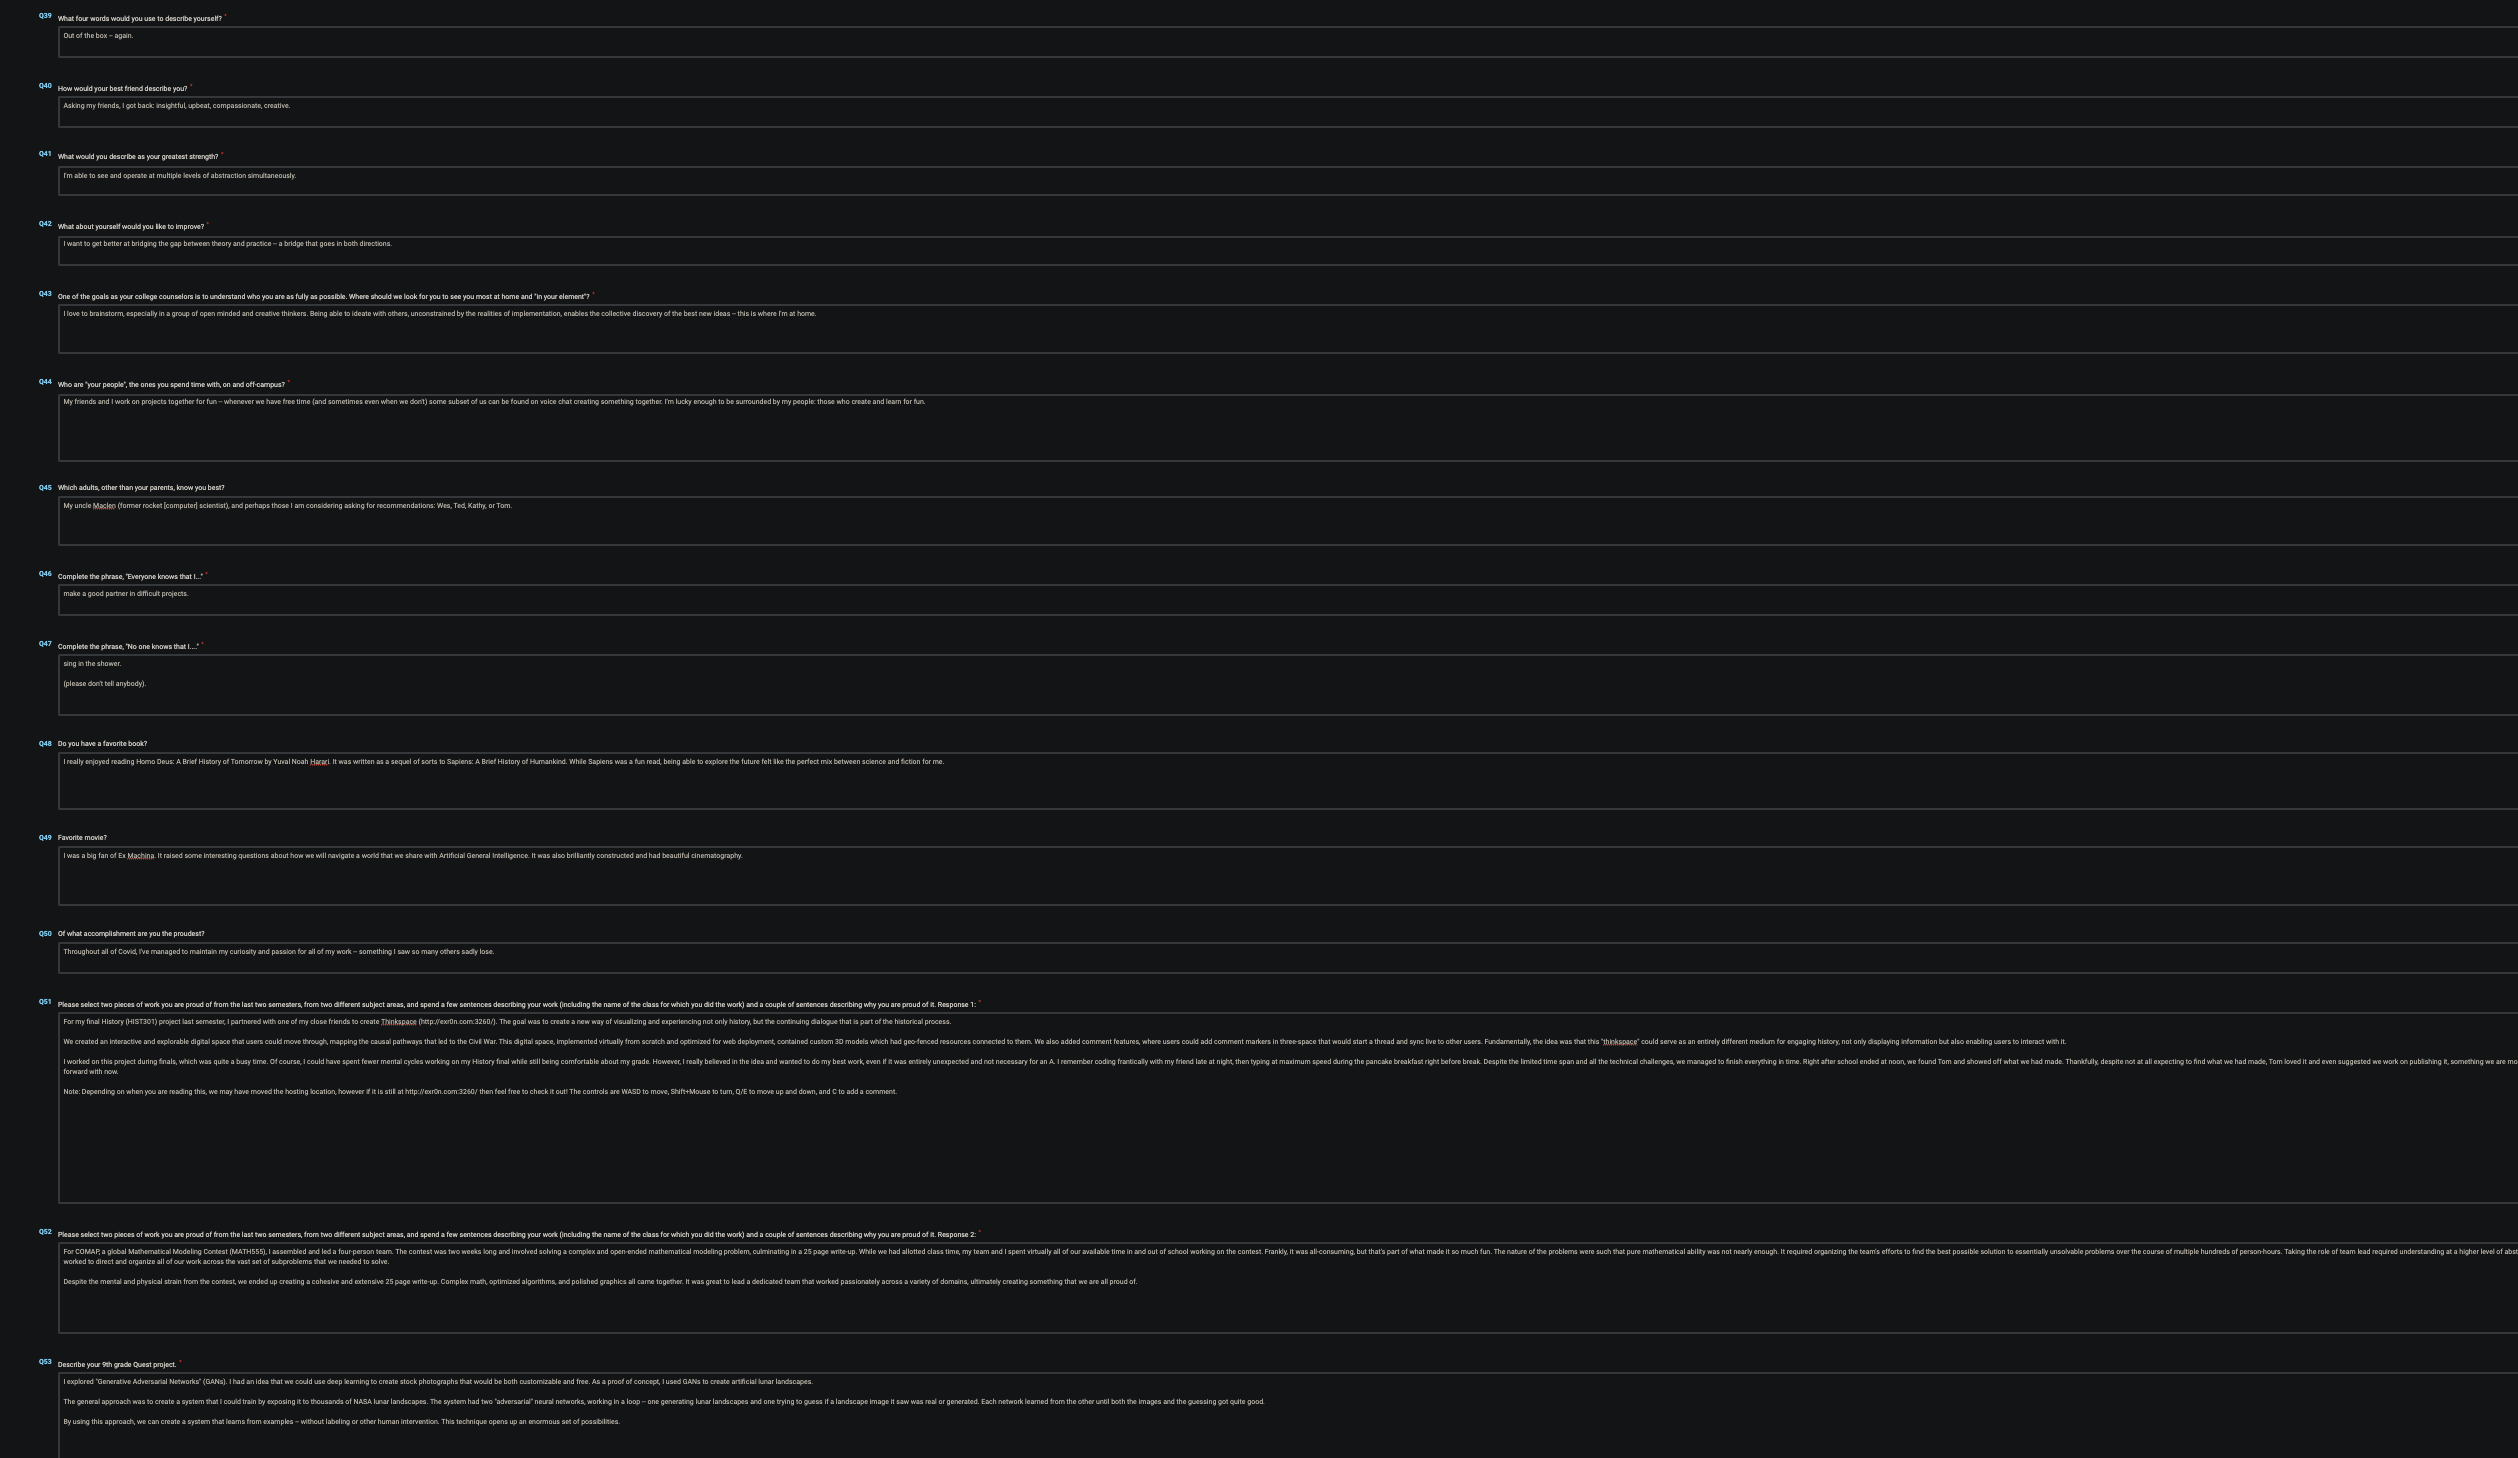 Q39 What four words would you use to describe yourself? *
Out of the box – again.
Q40 How would your best friend describe you? *
Asking my friends, I got back: insightful, upbeat, compassionate, creative.
Q41 What would you describe as your greatest strength? *
I'm able to see and operate at multiple levels of abstraction simultaneously.
Q42 What about yourself would you like to improve? *
I want to get better at bridging the gap between theory and practice – a bridge that goes in both directions.
Q43 One of the goals as your college counselors is to understand who you are as fully as possible. Where should we look for you to see you most at home and "in your element"? *
I love to brainstorm, especially in a group of open minded and creative thinkers. Being able to ideate with others, unconstrained by the realities of implementation, enables the collective discovery of the best new ideas – this is where I'm at home.
Q44 Who are "your people", the ones you spend time with, on and off-campus? *
My friends and I work on projects together for fun – whenever we have free time (and sometimes even when we don't) some subset of us can be found on voice chat creating something together. I'm lucky enough to be surrounded by my people: those who create and learn for fun.
Q45 Which adults, other than your parents, know you best?
My uncle Maclen (former rocket [computer] scientist), and perhaps those I am considering asking for recommendations: Wes, Ted, Kathy, or Tom.
Q46 Complete the phrase, "Everyone knows that I..." *
make a good partner in difficult projects.
Q47 Complete the phrase, "No one knows that I...." *
sing in the shower.
(please don't tell anybody).
Q48 Do you have a favorite book?
I really enjoyed reading Homo Deus: A Brief History of Tomorrow by Yuval Noah Harari. It was written as a sequel of sorts to Sapiens: A Brief History of Humankind. While Sapiens was a fun read, being able to explore the future felt like the perfect mix between science and fiction for me.
Q49 Favorite movie?
I was a big fan of Ex Machina. It raised some interesting questions about how we will navigate a world that we share with Artificial General Intelligence. It was also brilliantly constructed and had beautiful cinematography.
Q50 Of what accomplishment are you the proudest?
Throughout all of Covid, I've managed to maintain my curiosity and passion for all of my work – something I saw so many others sadly lose.
Q51 Please select two pieces of work you are proud of from the last two semesters, from two different subject areas, and spend a few sentences describing your work (including the name of the class for which you did the work) and a couple of sentences describing why you are proud of it. Response 1: *
For my final History (HIST301) project last semester, I partnered with one of my close friends to create Thinkspace (http://exr0n.com:3260/). The goal was to create a new way of visualizing and experiencing not only history, but the continuing dialogue that is part of the historical process.
We created an interactive and explorable digital space that users could move through, mapping the causal pathways that led to the Civil War. This digital space, implemented virtually from scratch and optimized for web deployment, contained custom 3D models which had geo-fenced resources connected to them. We also added comment features, where users could add comment markers in three-space that would start a thread and sync live to other users. Fundamentally, the idea was that this "thinkspace" could serve as an entirely different medium for engaging history, not only displaying information but also enabling users to interact with it.
I worked on this project during finals, which was quite a busy time. Of course, I could have spent fewer mental cycles working on my History final while still being comfortable about my grade. However, I really believed in the idea and wanted to do my best work, even if it was entirely unexpected and not necessary for an A. I remember coding frantically with my friend late at night, then typing at maximum speed during the pancake breakfast right before break. Despite the limited time span and all the technical challenges, we managed to finish everything in time. Right after school ended at noon, we found Tom and showed off what we had made. Thankfully, despite not at all expecting to find what we had made, Tom loved it and even suggested we work on publishing it, something we are mo
forward with now.
Note: Depending on when you are reading this, we may have moved the hosting location, however if it is still at http://exr0n.com:3260/ then feel free to check it out! The controls are WASD to move, Shift+Mouse to turn, Q/E to move up and down, and C to add a comment.
Q52 Please select two pieces of work you are proud of from the last two semesters, from two different subject areas, and spend a few sentences describing your work (including the name of the class for which you did the work) and a couple of sentences describing why you are proud of it. Response 2: *
For COMAP, a global Mathematical Modeling Contest (MATH555), I assembled and led a four-person team. The contest was two weeks long and involved solving a complex and open-ended mathematical modeling problem, culminating in a 25 page write-up. While we had allotted class time, my team and I spent virtually all of our available time in and out of school working on the contest. Frankly, it was all-consuming, but that's part of what made it so much fun. The nature of the problems were such that pure mathematical ability was not nearly enough. It required organizing the team's efforts to find the best possible solution to essentially unsolvable problems over the course of multiple hundreds of person-hours. Taking the role of team lead required understanding at a higher level of abst
worked to direct and organize all of our work across the vast set of subproblems that we needed to solve.
Despite the mental and physical strain from the contest, we ended up creating a cohesive and extensive 25 page write-up. Complex math, optimized algorithms, and polished graphics all came together. It was great to lead a dedicated team that worked passionately across a variety of domains, ultimately creating something that we are all proud of.
Q53 Describe your 9th grade Quest project. *
I explored "Generative Adversarial Networks" (GANs). I had an idea that we could use deep learning to create stock photographs that would be both customizable and free. As a proof of concept, I used GANs to create artificial lunar landscapes.
The general approach was to create a system that I could train by exposing it to thousands of NASA lunar landscapes. The system had two "adversarial" neural networks, working in a loop – one generating lunar landscapes and one trying to guess if a landscape image it saw was real or generated. Each network learned from the other until both the images and the guessing got quite good.
By using this approach, we can create a system that learns from examples – without labeling or other human intervention. This technique opens up an enormous set of possibilities.